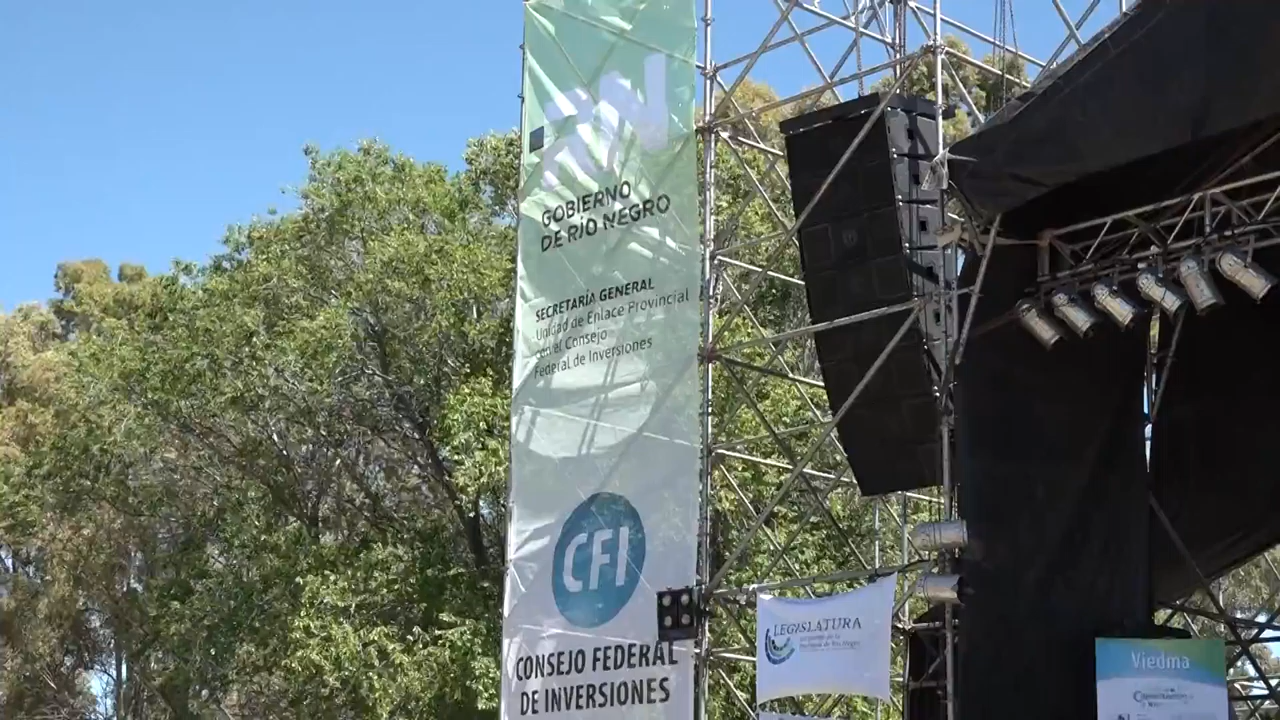 RN
GOBIERNO
DE RÍO NEGRO
SECRETARÍA GENERAL
Unidad de Enlace Provincial
con el Consejo
Federal de Inversiones
CFI
CONSEJO FEDERAL
DE INVERSIONES
LEGISLATURA
Viedma